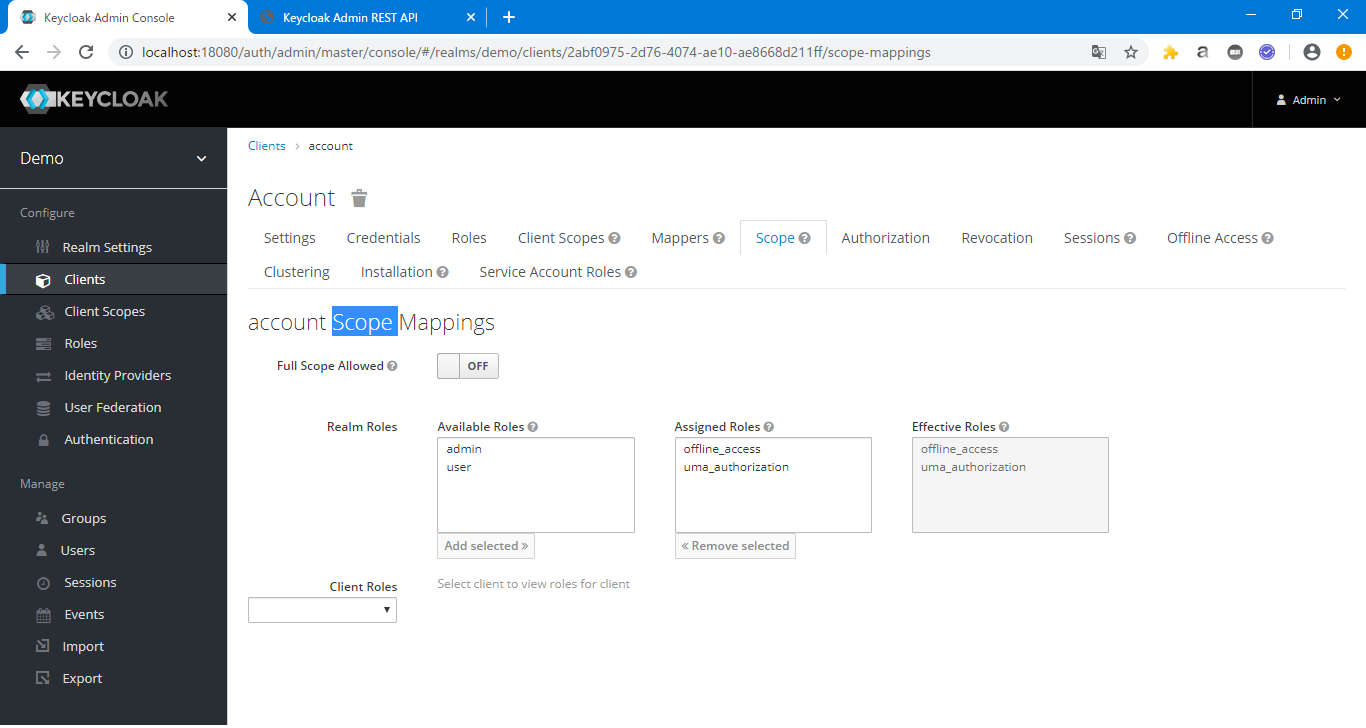 Keycloak Admin Console
Keycloak Admin REST API
localhost:18080/auth/admin/master/console/#/realms/demo/clients/2abf0975-2d76-4074-ae10-ae8668d211ff/scope-mappings
KEYCLOAK
Admin
Demo
Configure
Realm Settings
Clients
Client Scopes
Roles
Identity Providers
User Federation
Authentication
Manage
Groups
Users
Sessions
Events
Import
Export
Clients > account
Account
Settings Credentials Roles Client Scopes Mappers Scope Authorization Revocation Sessions Offline Access
Clustering Installation Service Account Roles
account Scope Mappings
Full Scope Allowed OFF
Realm Roles
Available Roles
admin
user
Add selected »
Assigned Roles
offline_access
uma_authorization
« Remove selected
Effective Roles
offline_access
uma_authorization
Client Roles
Select client to view roles for client